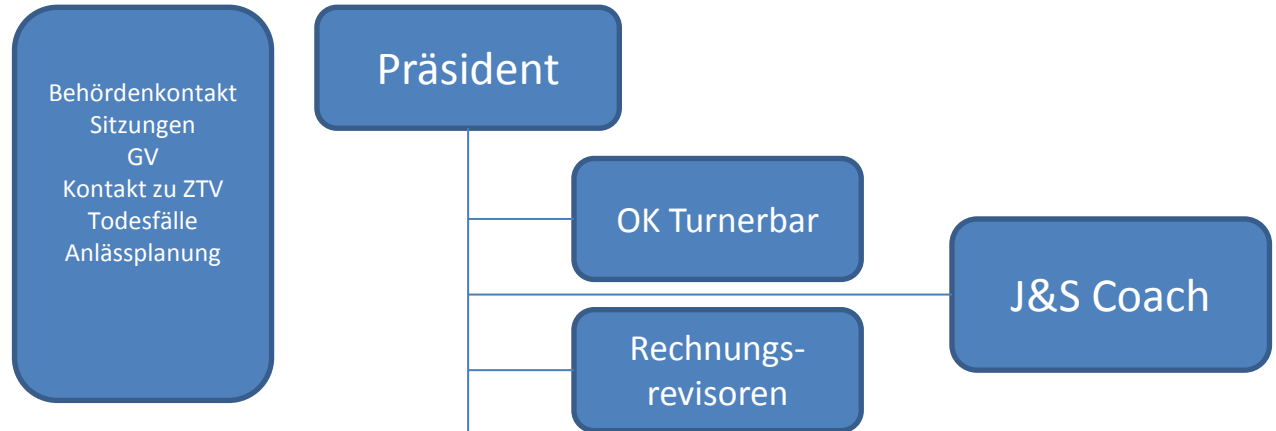 Behördenkontakt
Sitzungen
GV
Kontakt zu ZTV
Todesfälle
Anlässplanung
Präsident
OK Turnerbar
J&S Coach
Rechnungs-
revisoren